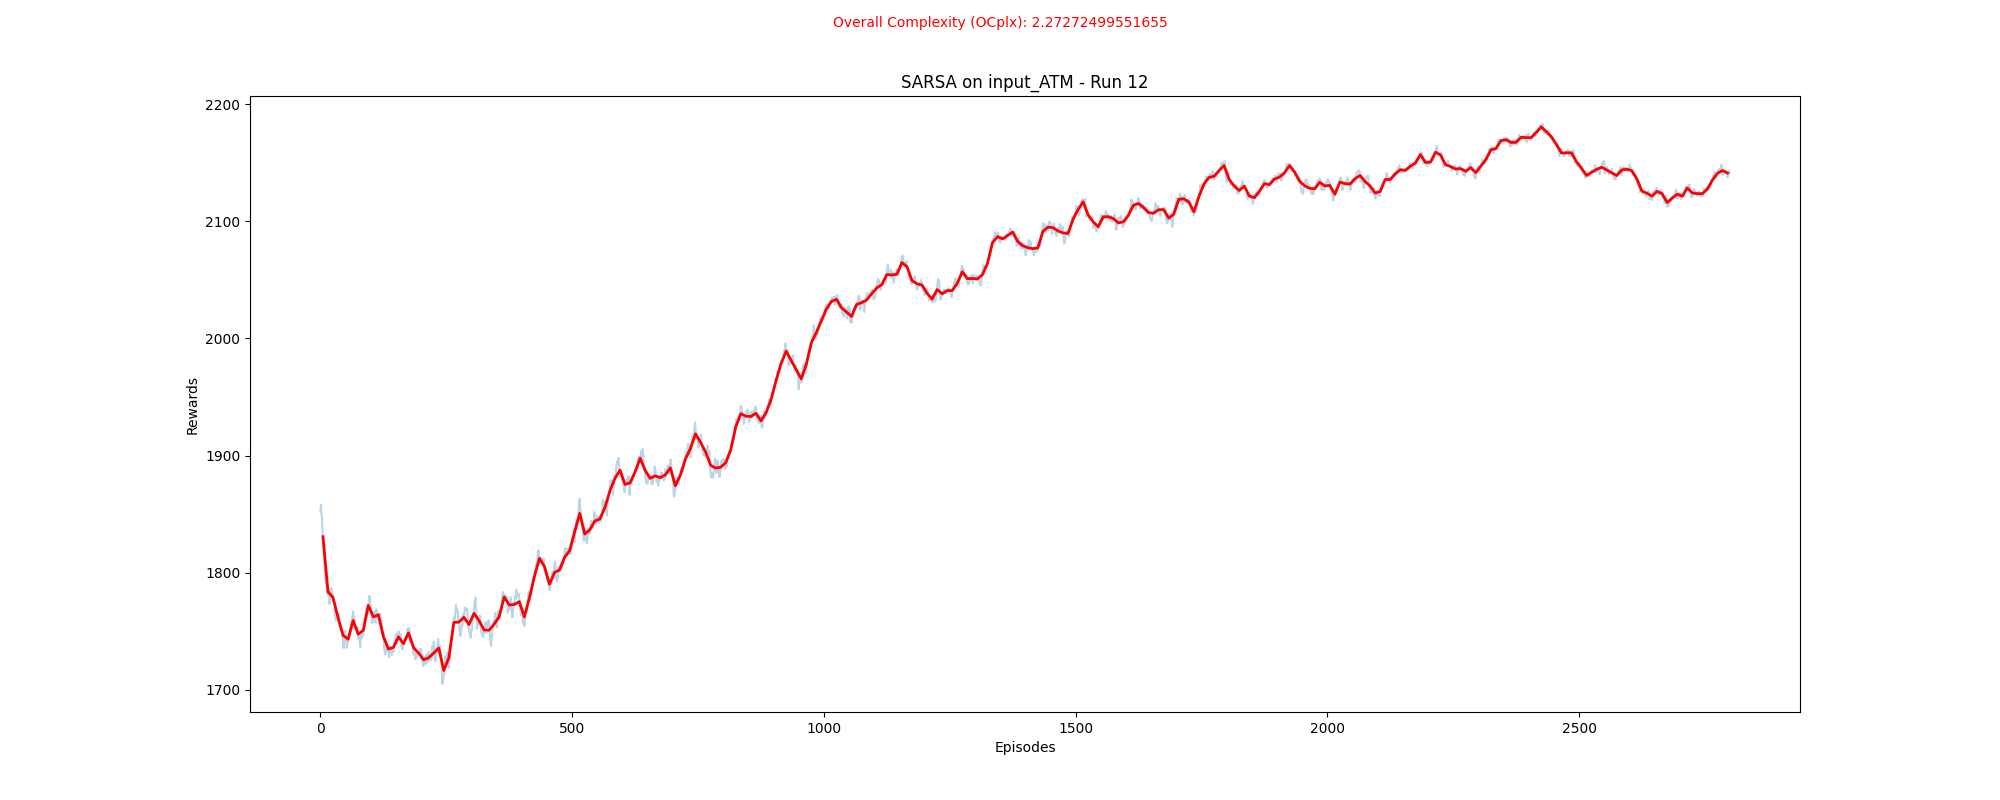 Overall Complexity (OCplx): 2.27272499551655
SARSA on input_ATM - Run 12
2200
2100
2000
1900
1800
1700
Rewards
0 500 1000 1500 2000 2500
Episodes